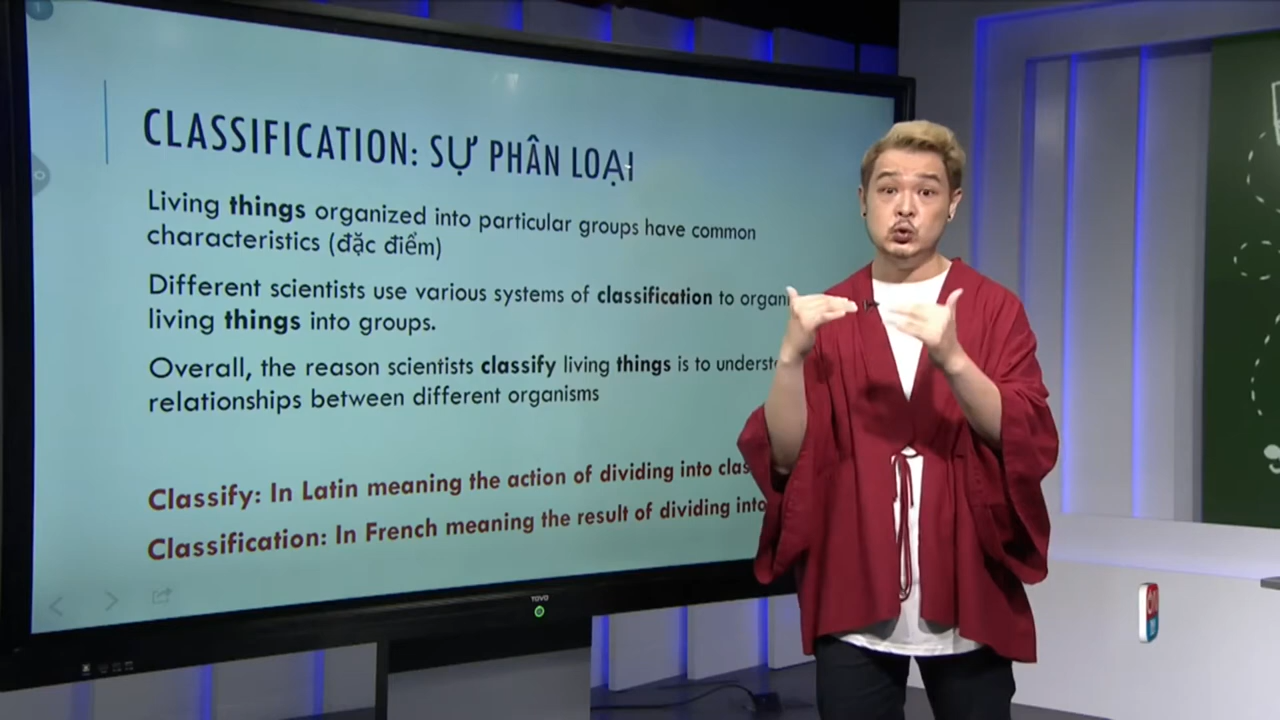 CLASSIFICATION: SỰ PHÂN LOẠI
Living things organized into particular groups have common
characteristics (đặc điểm)
Different scientists use various systems of classification to
living things into groups.
Overall, the reason scientists classify living things is to
relationships between different organisms
Classify: In Latin meaning the action of dividing into
Classification: In French meaning the result of dividing into
TOVO